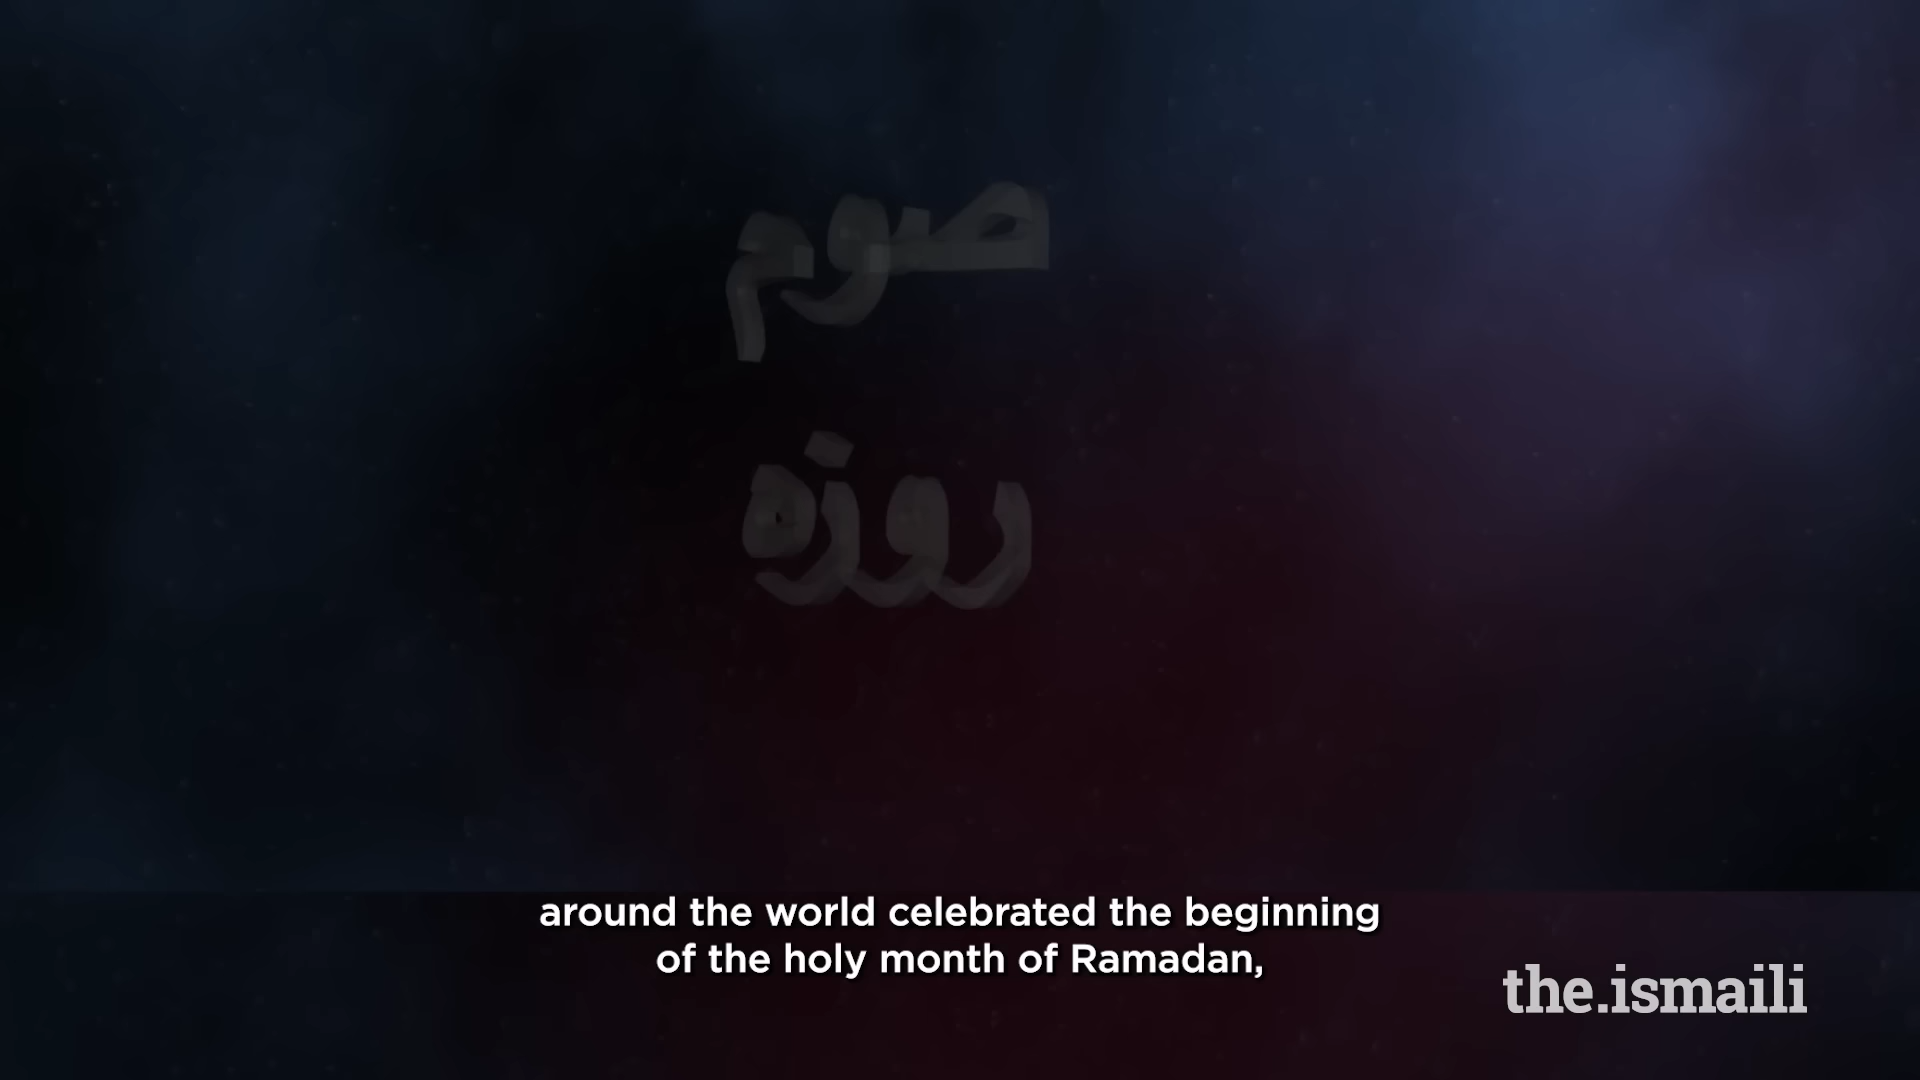 صوم
روزه
around the world celebrated the beginning
of the holy month of Ramadan,
the.ismaili